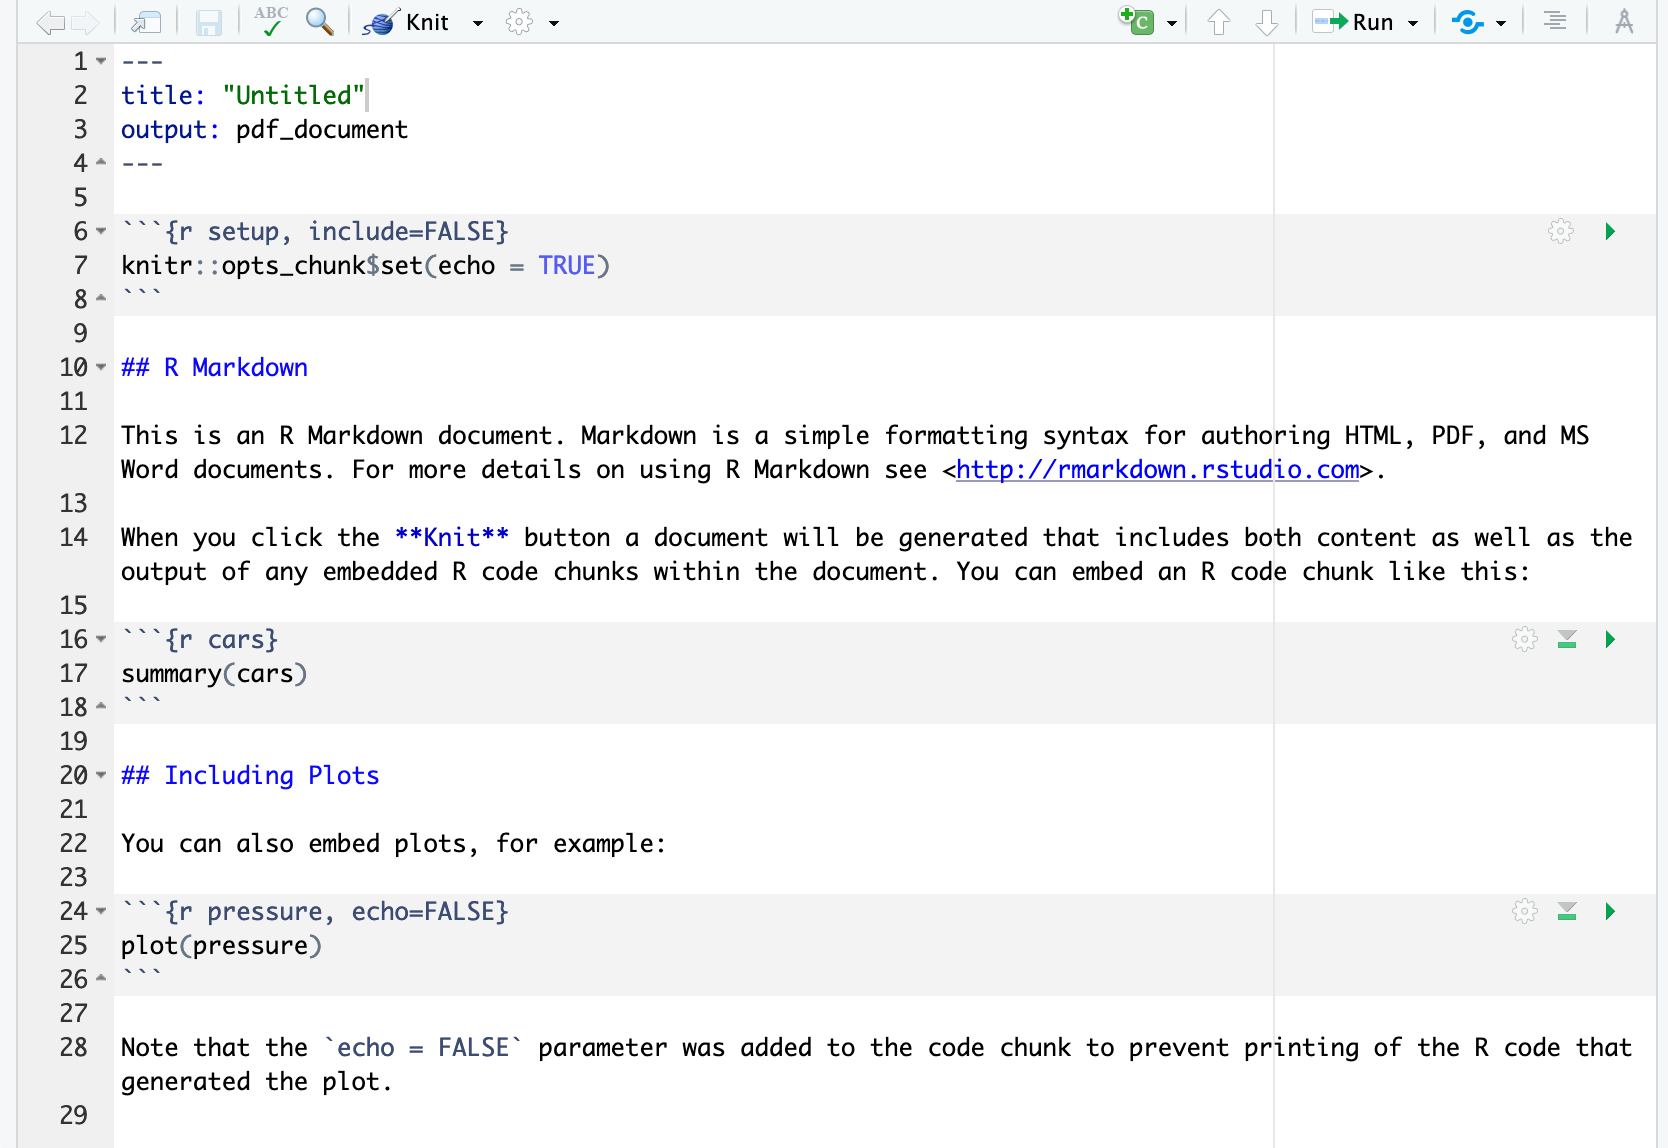 ABC Knit C Run
1 ---
2 title: "Untitled"
3 output: pdf_document
4 ---
5
6 ```{r setup, include=FALSE}
7 knitr::opts_chunk$set(echo = TRUE)
8 ```
9
10 ## R Markdown
11
12 This is an R Markdown document. Markdown is a simple formatting syntax for authoring HTML, PDF, and MS
Word documents. For more details on using R Markdown see <http://rmarkdown.rstudio.com>.
13
14 When you click the **Knit** button a document will be generated that includes both content as well as the
output of any embedded R code chunks within the document. You can embed an R code chunk like this:
15
16 ```{r cars}
17 summary(cars)
18 ```
19
20 ## Including Plots
21
22 You can also embed plots, for example:
23
24 ```{r pressure, echo=FALSE}
25 plot(pressure)
26 ```
27
28 Note that the `echo = FALSE` parameter was added to the code chunk to prevent printing of the R code that
generated the plot.
29